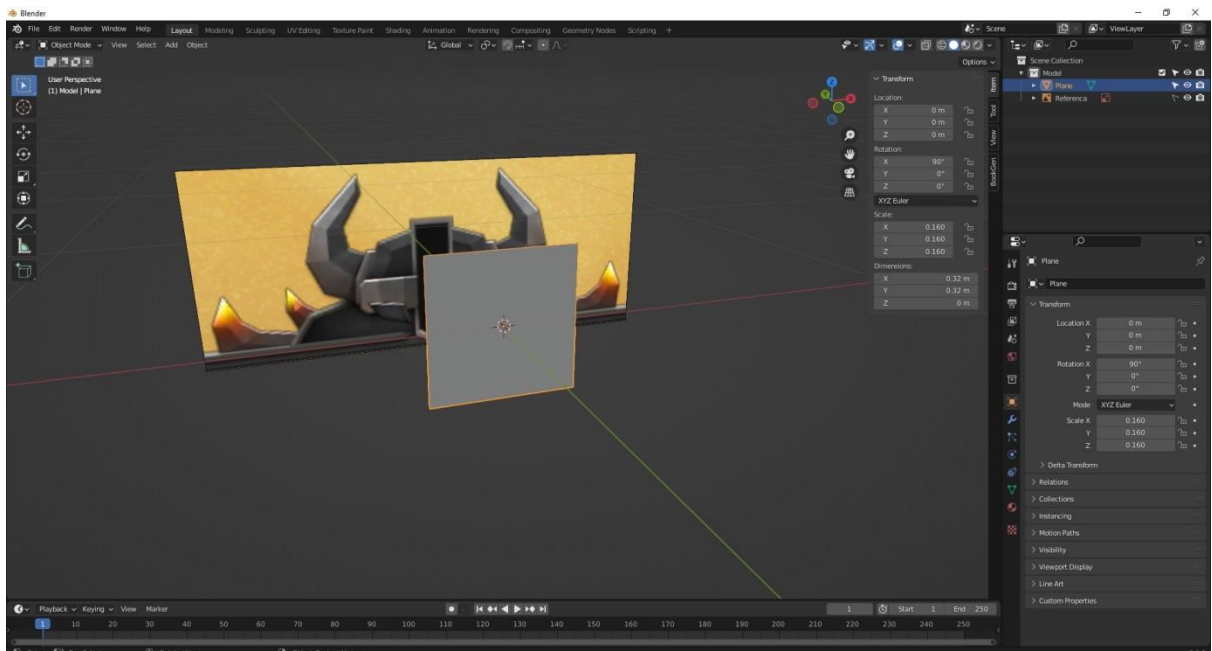 Blender
File Edit Render Window Help Layout Modeling Sculpting UV Editing Texture Paint Shading Animation Rendering Compositing Geometry Nodes Scripting + Scene ViewLayer
Object Mode View Select Add Object Global
Options
User Perspective
(1) Model | Plane
Transform
Location:
X 0 m
Y 0 m
Z 0 m
Rotation:
X 90°
Y 0°
Z 0°
XYZ Euler
Scale:
X 0.160
Y 0.160
Z 0.160
Dimensions:
X 0.32 m
Y 0.32 m
Z 0 m
Item
Tool
View
BookGen
Z
Y
X
Scene Collection
Model
Plane
Referenca
Plane
Plane
Transform
Location X 0 m
Y 0 m
Z 0 m
Rotation X 90°
Y 0°
Z 0°
Mode XYZ Euler
Scale X 0.160
Y 0.160
Z 0.160
Delta Transform
Relations
Collections
Instancing
Motion Paths
Visibility
Viewport Display
Line Art
Custom Properties
Playback Keying View Marker 1 Start 1 End 250
1 10 20 30 40 50 60 70 80 90 100 110 120 130 140 150 160 170 180 190 200 210 220 230 240 250